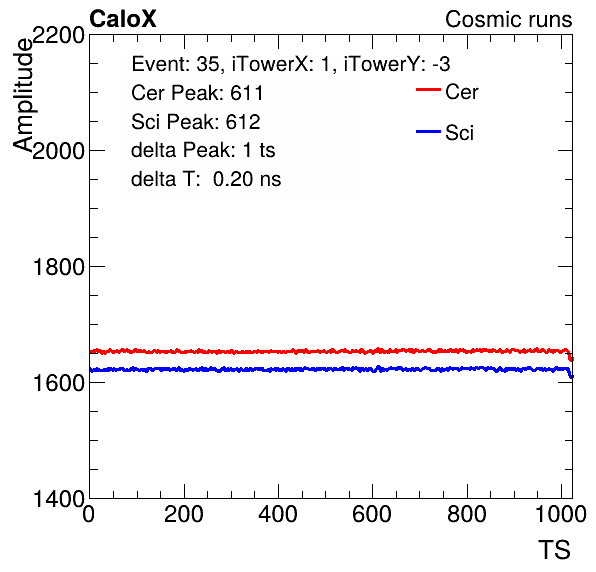 CaloX Cosmic runs
Amplitude
Event: 35, iTowerX: 1, iTowerY: -3
Cer Peak: 611
Sci Peak: 612
delta Peak: 1 ts
delta T: 0.20 ns
Cer
Sci
2200
2000
1800
1600
1400
0 200 400 600 800 1000
TS